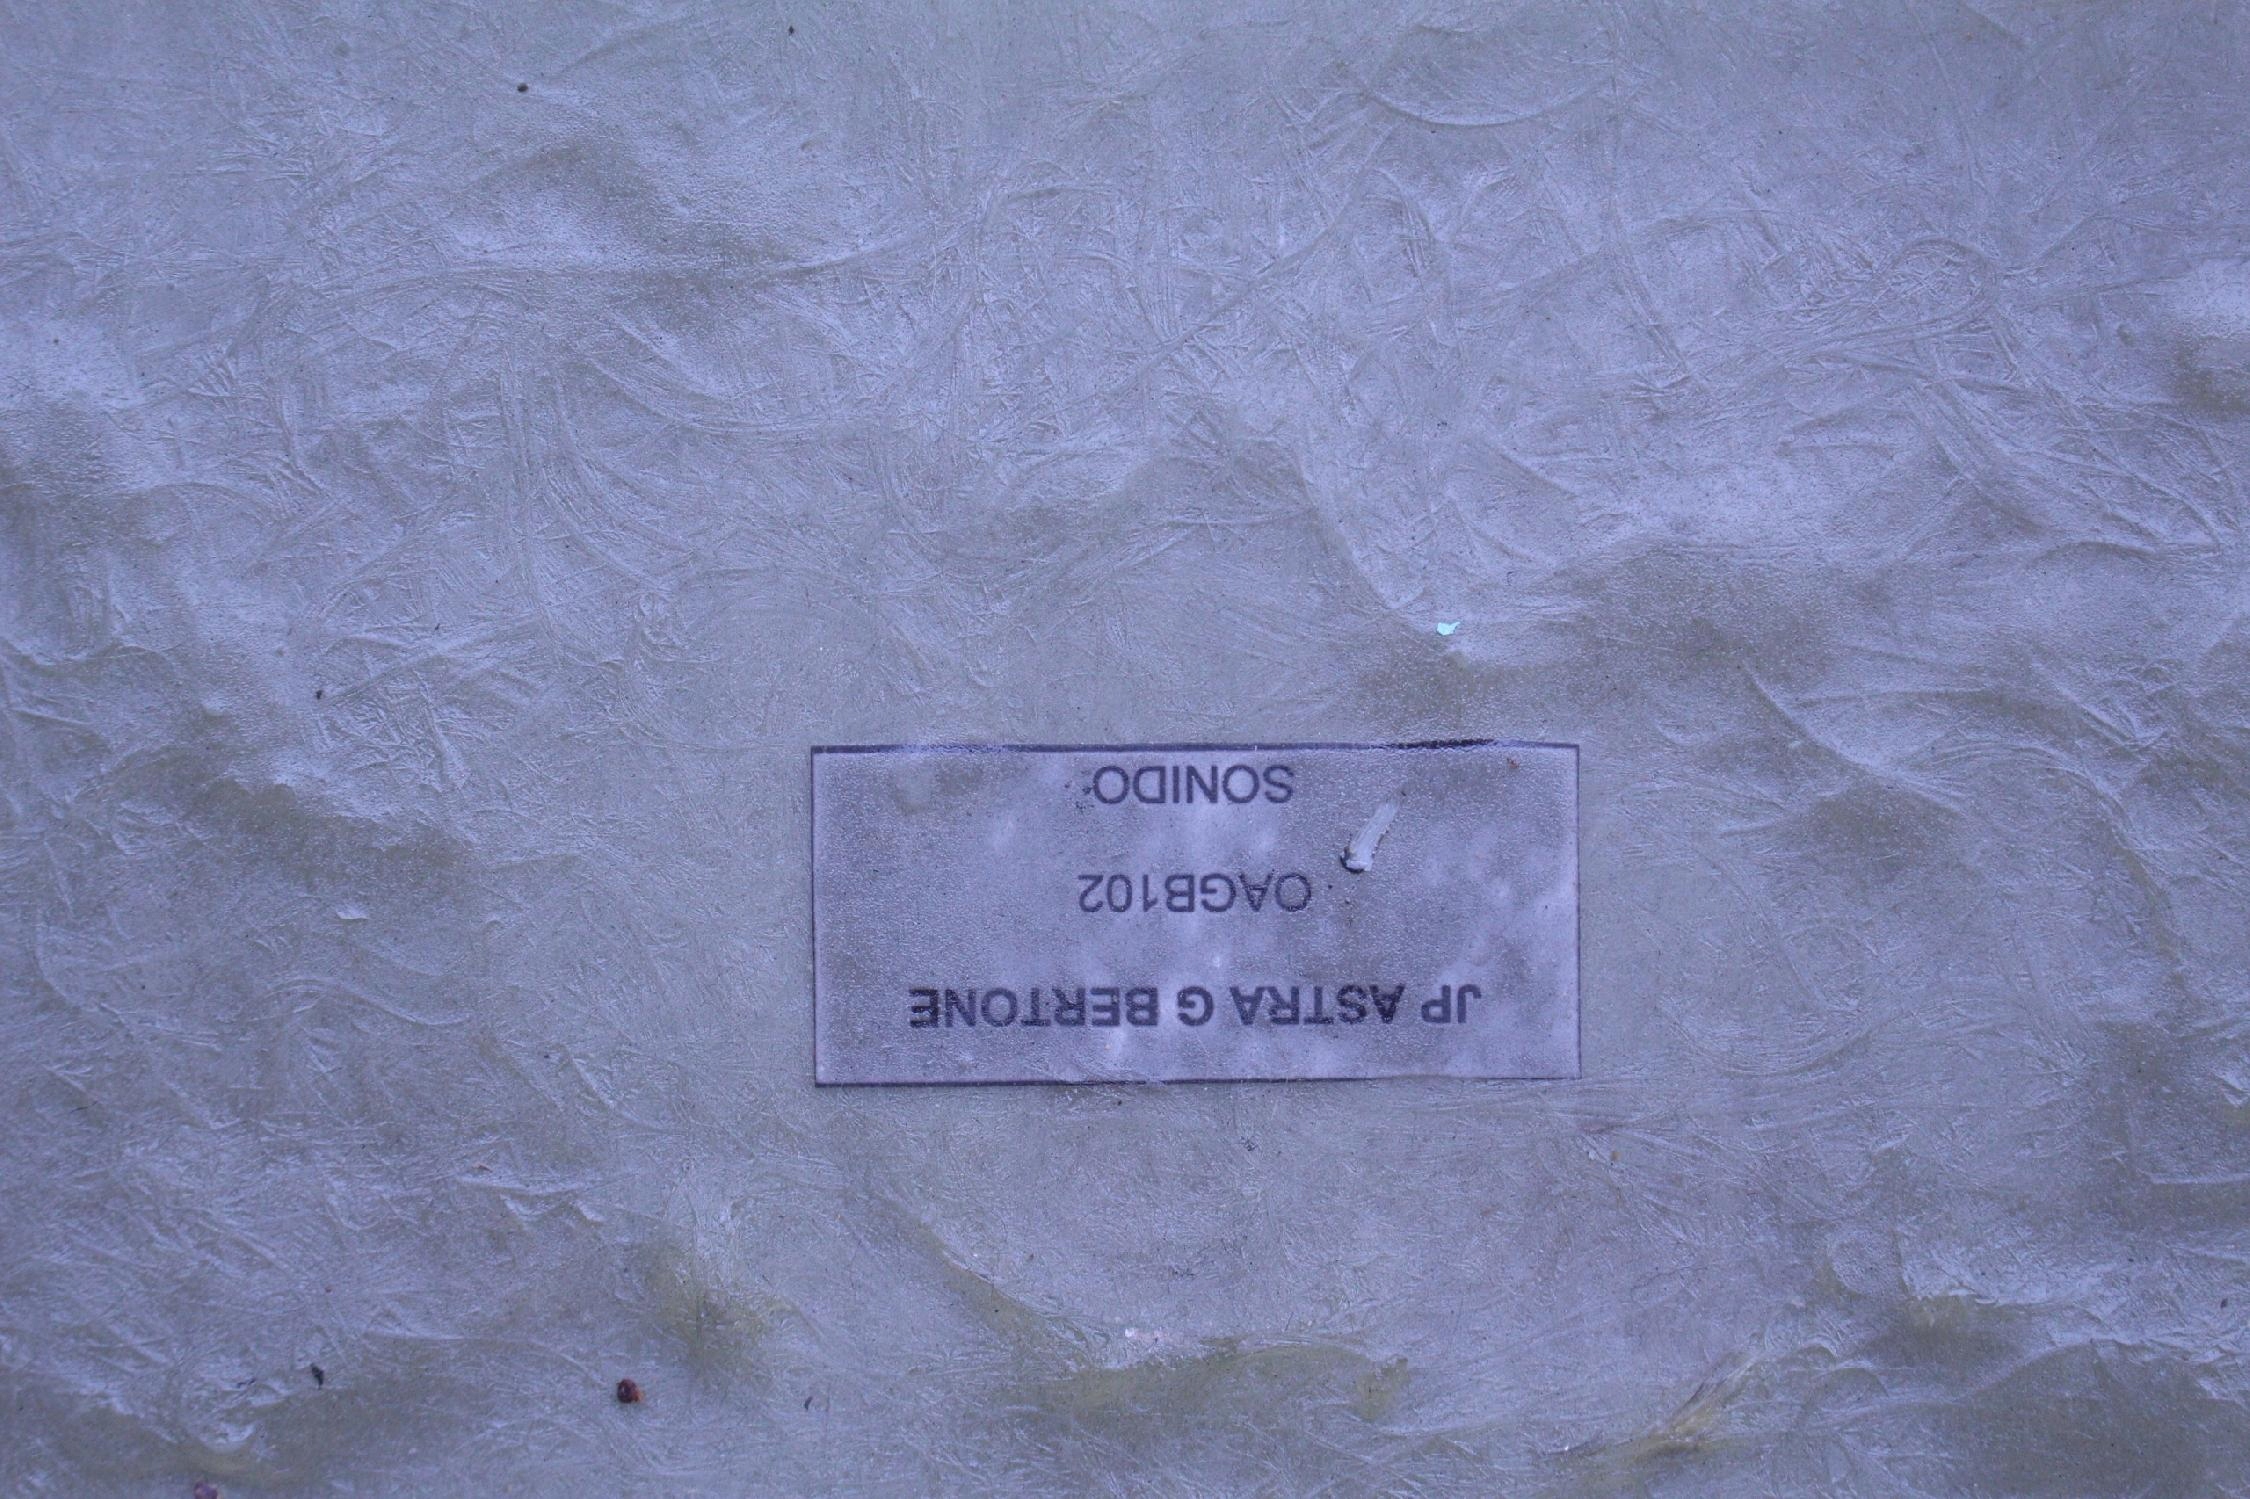 JP ASTRA G BERTONE
OAGB102
SONIDO